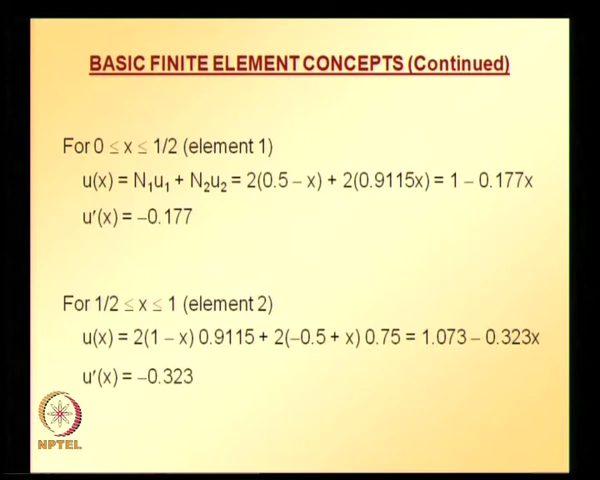 BASIC FINITE ELEMENT CONCEPTS (Continued)
For 0 ≤ x ≤ 1/2 (element 1)
u(x) = N₁u₁ + N₂u₂ = 2(0.5 – x) + 2(0.9115x) = 1 – 0.177x
u′(x) = –0.177
For 1/2 ≤ x ≤ 1 (element 2)
u(x) = 2(1 – x) 0.9115 + 2(–0.5 + x) 0.75 = 1.073 – 0.323x
u′(x) = –0.323
NPTEL